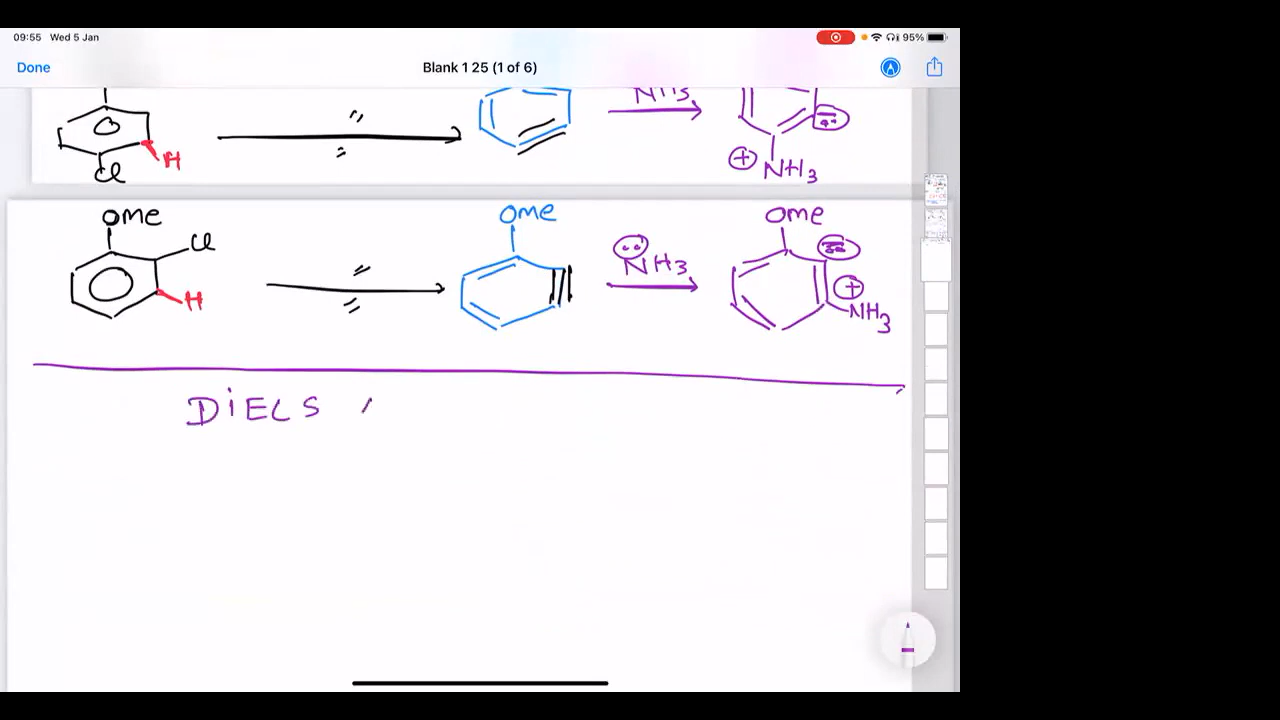 09:55 Wed 5 Jan 95%
Done Blank 1 25 (1 of 6)
NH3
Cl H
⊕ NH3
OMe Cl H
OMe
NH3
OMe
⊕ NH3
DiELS